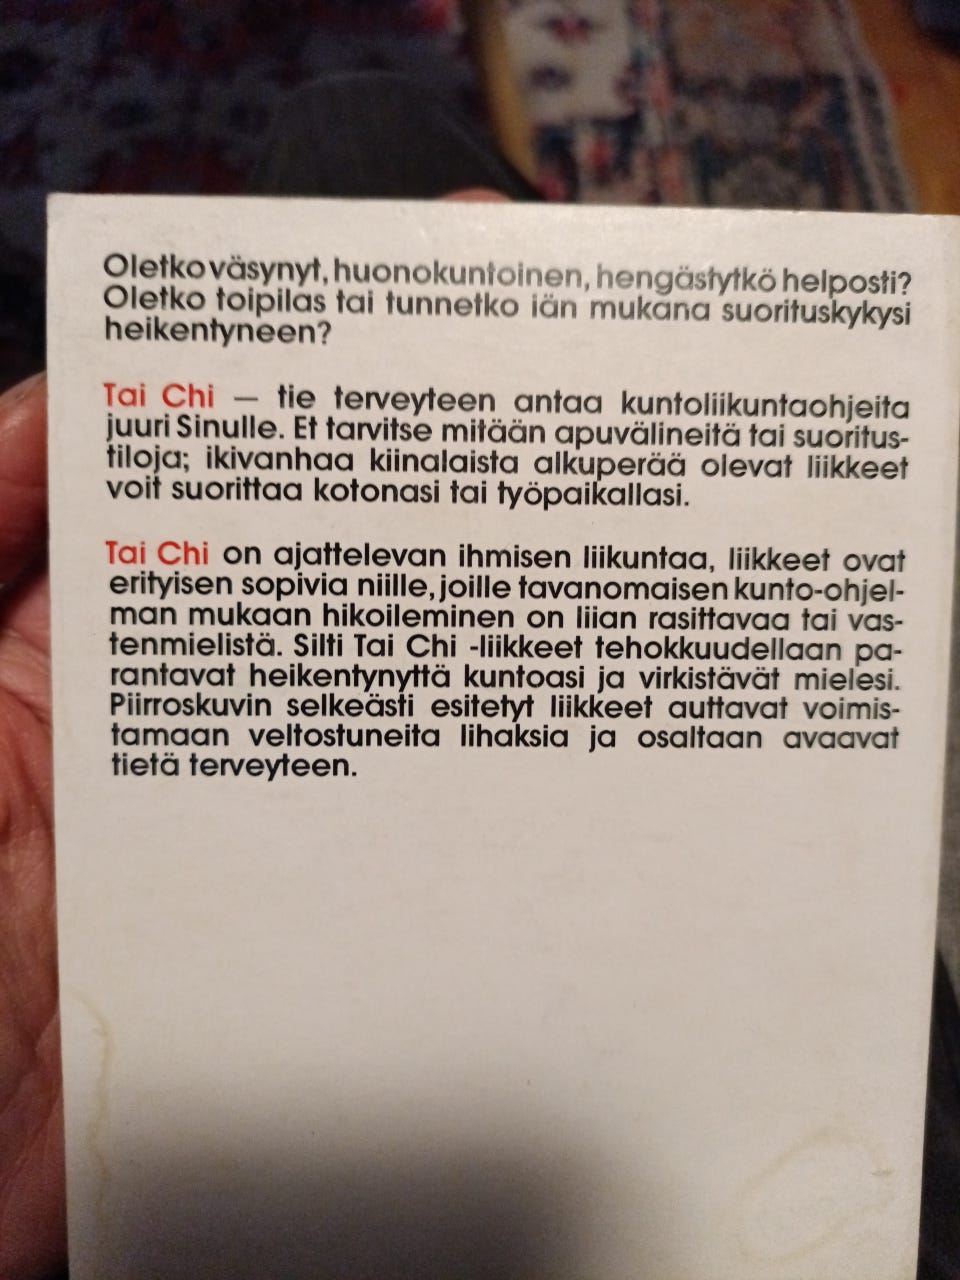 Oletko väsynyt, huonokuntoinen, hengästytkö helposti?
Oletko toipilas tai tunnetko iän mukana suorituskykysi
heikentyneen?
Tai Chi — tie terveyteen antaa kuntoliikuntaohjeita
juuri Sinulle. Et tarvitse mitään apuvälineitä tai suoritus-
tiloja; ikivanhaa kiinalaista alkuperää olevat liikkeet
voit suorittaa kotonasi tai työpaikallasi.
Tai Chi on ajattelevan ihmisen liikuntaa, liikkeet ovat
erityisen sopivia niille, joille tavanomaisen kunto-ohjel-
man mukaan hikoileminen on liian rasittavaa tai vas-
tenmielistä. Silti Tai Chi -liikkeet tehokkuudellaan pa-
rantavat heikentynyttä kuntoasi ja virkistävät mielesi.
Piirroskuvin selkeästi esitetyt liikkeet auttavat voimis-
tamaan veltostuneita lihaksia ja osaltaan avaavat
tietä terveyteen.